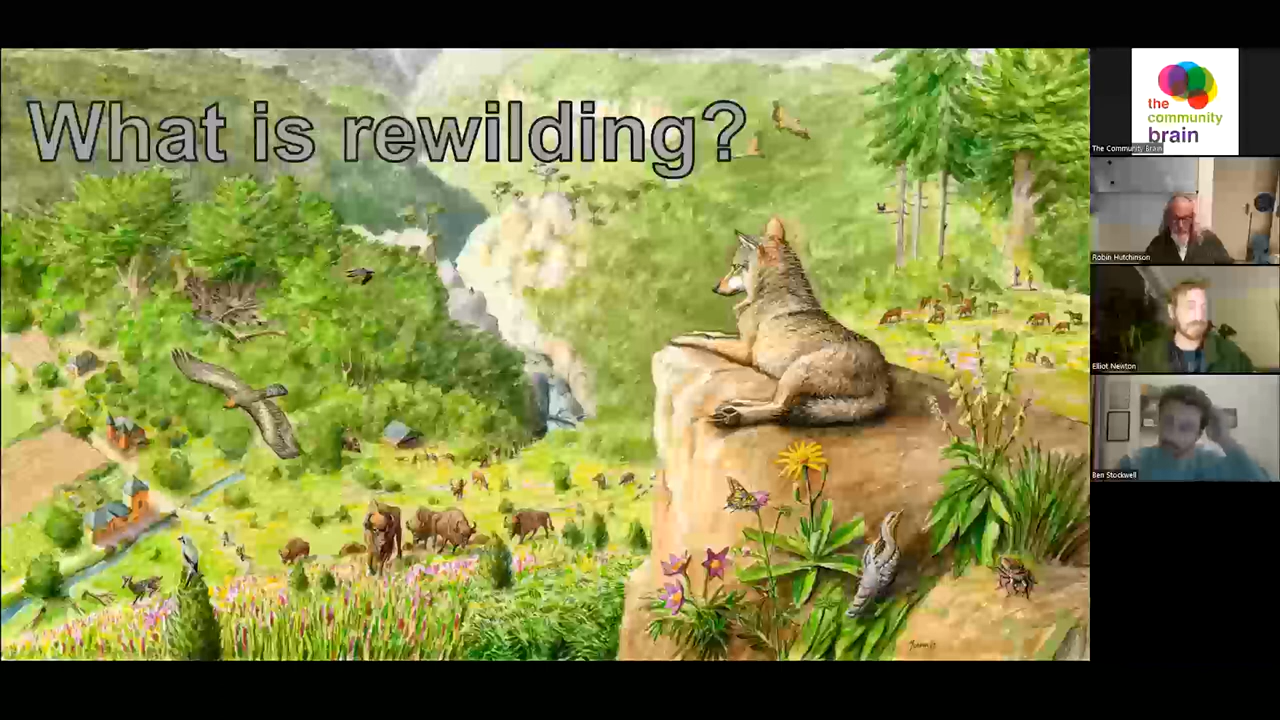 What is rewilding?
the
community
brain
The Community Brain
Robin Hutchinson
Elliot Newton
Ben Stockwell